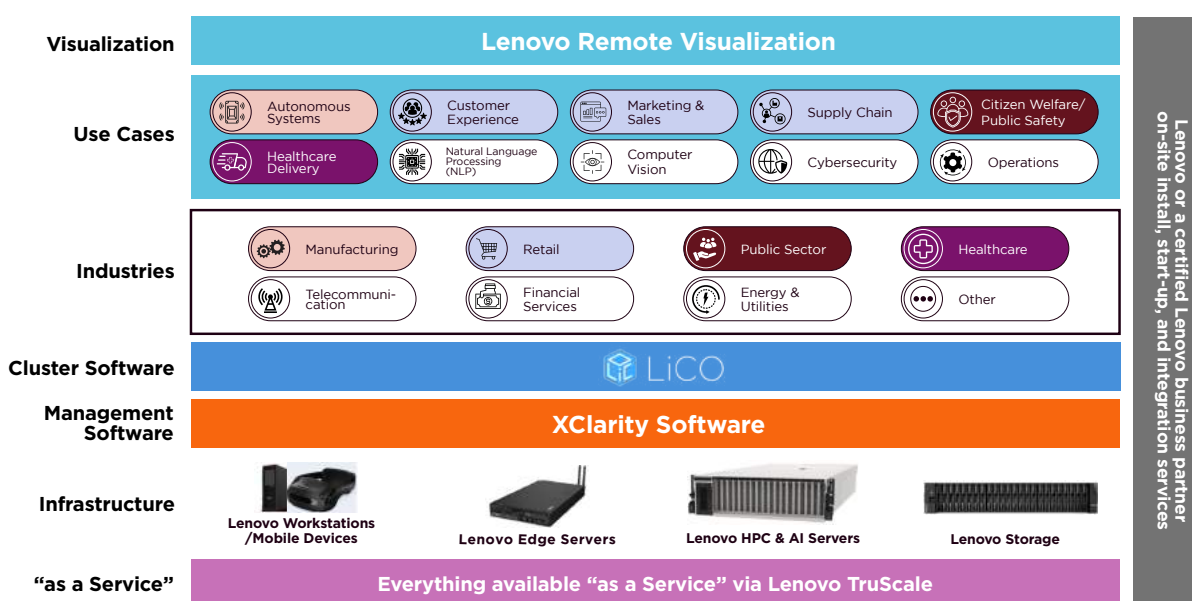 Visualization
Lenovo Remote Visualization
Use Cases
Autonomous
Systems
Customer
Experience
Marketing &
Sales
Supply Chain
Citizen Welfare/
Public Safety
Healthcare
Delivery
Natural Language
Processing
(NLP)
Computer
Vision
Cybersecurity
Operations
Industries
Manufacturing
Retail
Public Sector
Healthcare
Telecommuni-
cation
Financial
Services
Energy &
Utilities
Other
Cluster Software
LiCO
Management
Software
XClarity Software
Infrastructure
Lenovo Workstations
/Mobile Devices
Lenovo Edge Servers
Lenovo HPC & AI Servers
Lenovo Storage
“as a Service”
Everything available “as a Service” via Lenovo TruScale
Lenovo or a certified Lenovo business partner
on-site install, start-up, and integration services